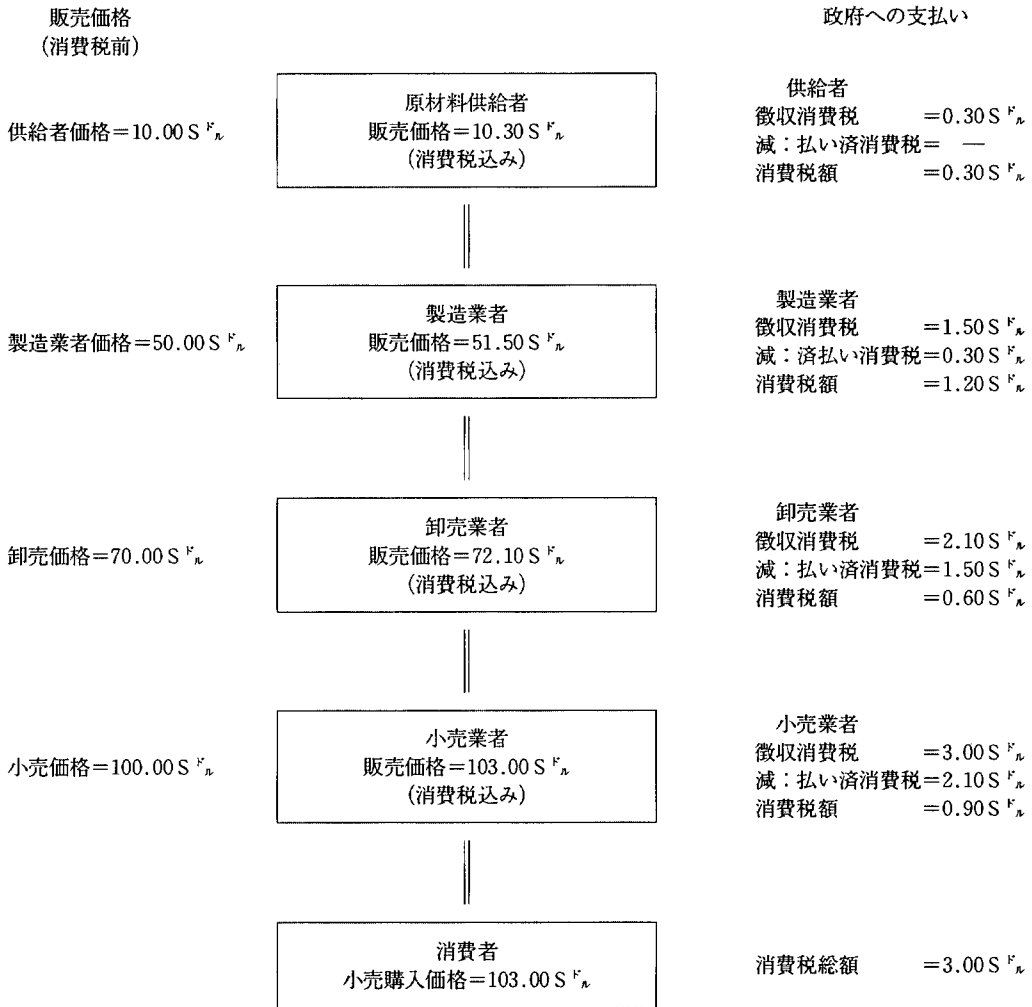 販売価格
(消費税前)
政府への支払い
供給者価格=10.00Sドル
原材料供給者
販売価格=10.30Sドル
(消費税込み)
供給者
徴収消費税 =0.30Sドル
減:払い済消費税= —
消費税額 =0.30Sドル
製造業者価格=50.00Sドル
製造業者
販売価格=51.50Sドル
(消費税込み)
製造業者
徴収消費税 =1.50Sドル
減:済払い消費税=0.30Sドル
消費税額 =1.20Sドル
卸売価格=70.00Sドル
卸売業者
販売価格=72.10Sドル
(消費税込み)
卸売業者
徴収消費税 =2.10Sドル
減:払い済消費税=1.50Sドル
消費税額 =0.60Sドル
小売価格=100.00Sドル
小売業者
販売価格=103.00Sドル
(消費税込み)
小売業者
徴収消費税 =3.00Sドル
減:払い済消費税=2.10Sドル
消費税額 =0.90Sドル
消費者
小売購入価格=103.00Sドル
消費税総額 =3.00Sドル